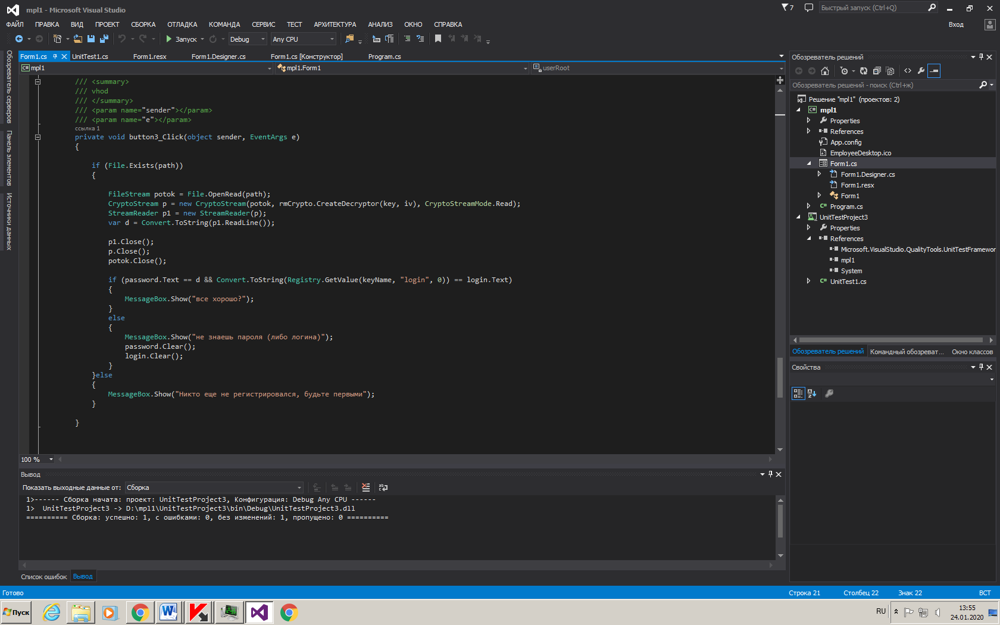 mpl1 - Microsoft Visual Studio
7
Быстрый запуск (Ctrl+Q)
ФАЙЛ ПРАВКА ВИД ПРОЕКТ СБОРКА ОТЛАДКА КОМАНДА СЕРВИС ТЕСТ АРХИТЕКТУРА АНАЛИЗ ОКНО СПРАВКА
Вход
Запуск Debug Any CPU
Обозреватель серверов
Панель элементов
Источники данных
Form1.cs UnitTest1.cs Form1.resx Form1.Designer.cs Form1.cs [Конструктор] Program.cs
C# mpl1 mpl1.Form1 userRoot
/// <summary>
/// vhod
/// </summary>
/// <param name="sender"></param>
/// <param name="e"></param>
ссылка 1
private void button3_Click(object sender, EventArgs e)
{
if (File.Exists(path))
{
FileStream potok = File.OpenRead(path);
CryptoStream p = new CryptoStream(potok, rmCrypto.CreateDecryptor(key, iv), CryptoStreamMode.Read);
StreamReader p1 = new StreamReader(p);
var d = Convert.ToString(p1.ReadLine());
p1.Close();
p.Close();
potok.Close();
if (password.Text == d && Convert.ToString(Registry.GetValue(keyName, "login", 0)) == login.Text)
{
MessageBox.Show("все хорошо?");
}
else
{
MessageBox.Show("не знаешь пароля (либо логина)");
password.Clear();
login.Clear();
}
}else
{
MessageBox.Show("Никто еще не регистрировался, будьте первыми");
}
}
100 %
Вывод
Показать выходные данные от: Сборка
1>------ Сборка начата: проект: UnitTestProject3, Конфигурация: Debug Any CPU ------
1> UnitTestProject3 -> D:\mpl1\UnitTestProject3\bin\Debug\UnitTestProject3.dll
========== Сборка: успешно: 1, с ошибками: 0, без изменений: 1, пропущено: 0 ==========
Список ошибок Вывод
Обозреватель решений
Обозреватель решений - поиск (Ctrl+ж)
Решение "mpl1" (проектов: 2)
C# mpl1
Properties
References
App.config
EmployeeDesktop.ico
Form1.cs
Form1.Designer.cs
Form1.resx
Form1
C# Program.cs
UnitTestProject3
Properties
References
Microsoft.VisualStudio.QualityTools.UnitTestFramewor
mpl1
System
C# UnitTest1.cs
Обозреватель решений Командный обозреват... Окно классов
Свойства
Готово
Строка 21 Столбец 22 Знак 22 ВСТ
Пуск
RU
13:55
24.01.2020